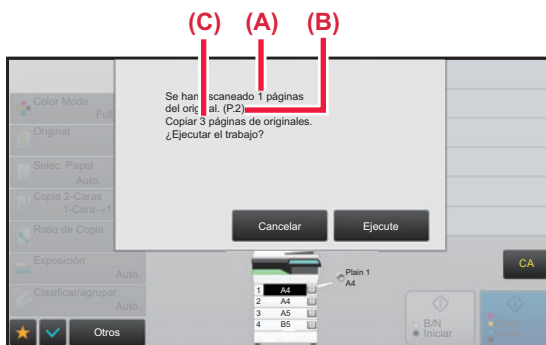 (C) (A) (B)
Se han escaneado 1 páginas
del original. (P.2)
Copiar 3 páginas de originales.
¿Ejecutar el trabajo?
Cancelar Ejecute
Color Mode
Full
Original
Selec. Papel
Auto.
Copia 2-Caras
1-Cara→1-
Ratio de Copia
Exposición
Auto.
Clasificar/agrupar
Auto.
Otros
1 A4
2 A4
3 A5
4 B5
Plain 1
A4
CA
B/N
Iniciar